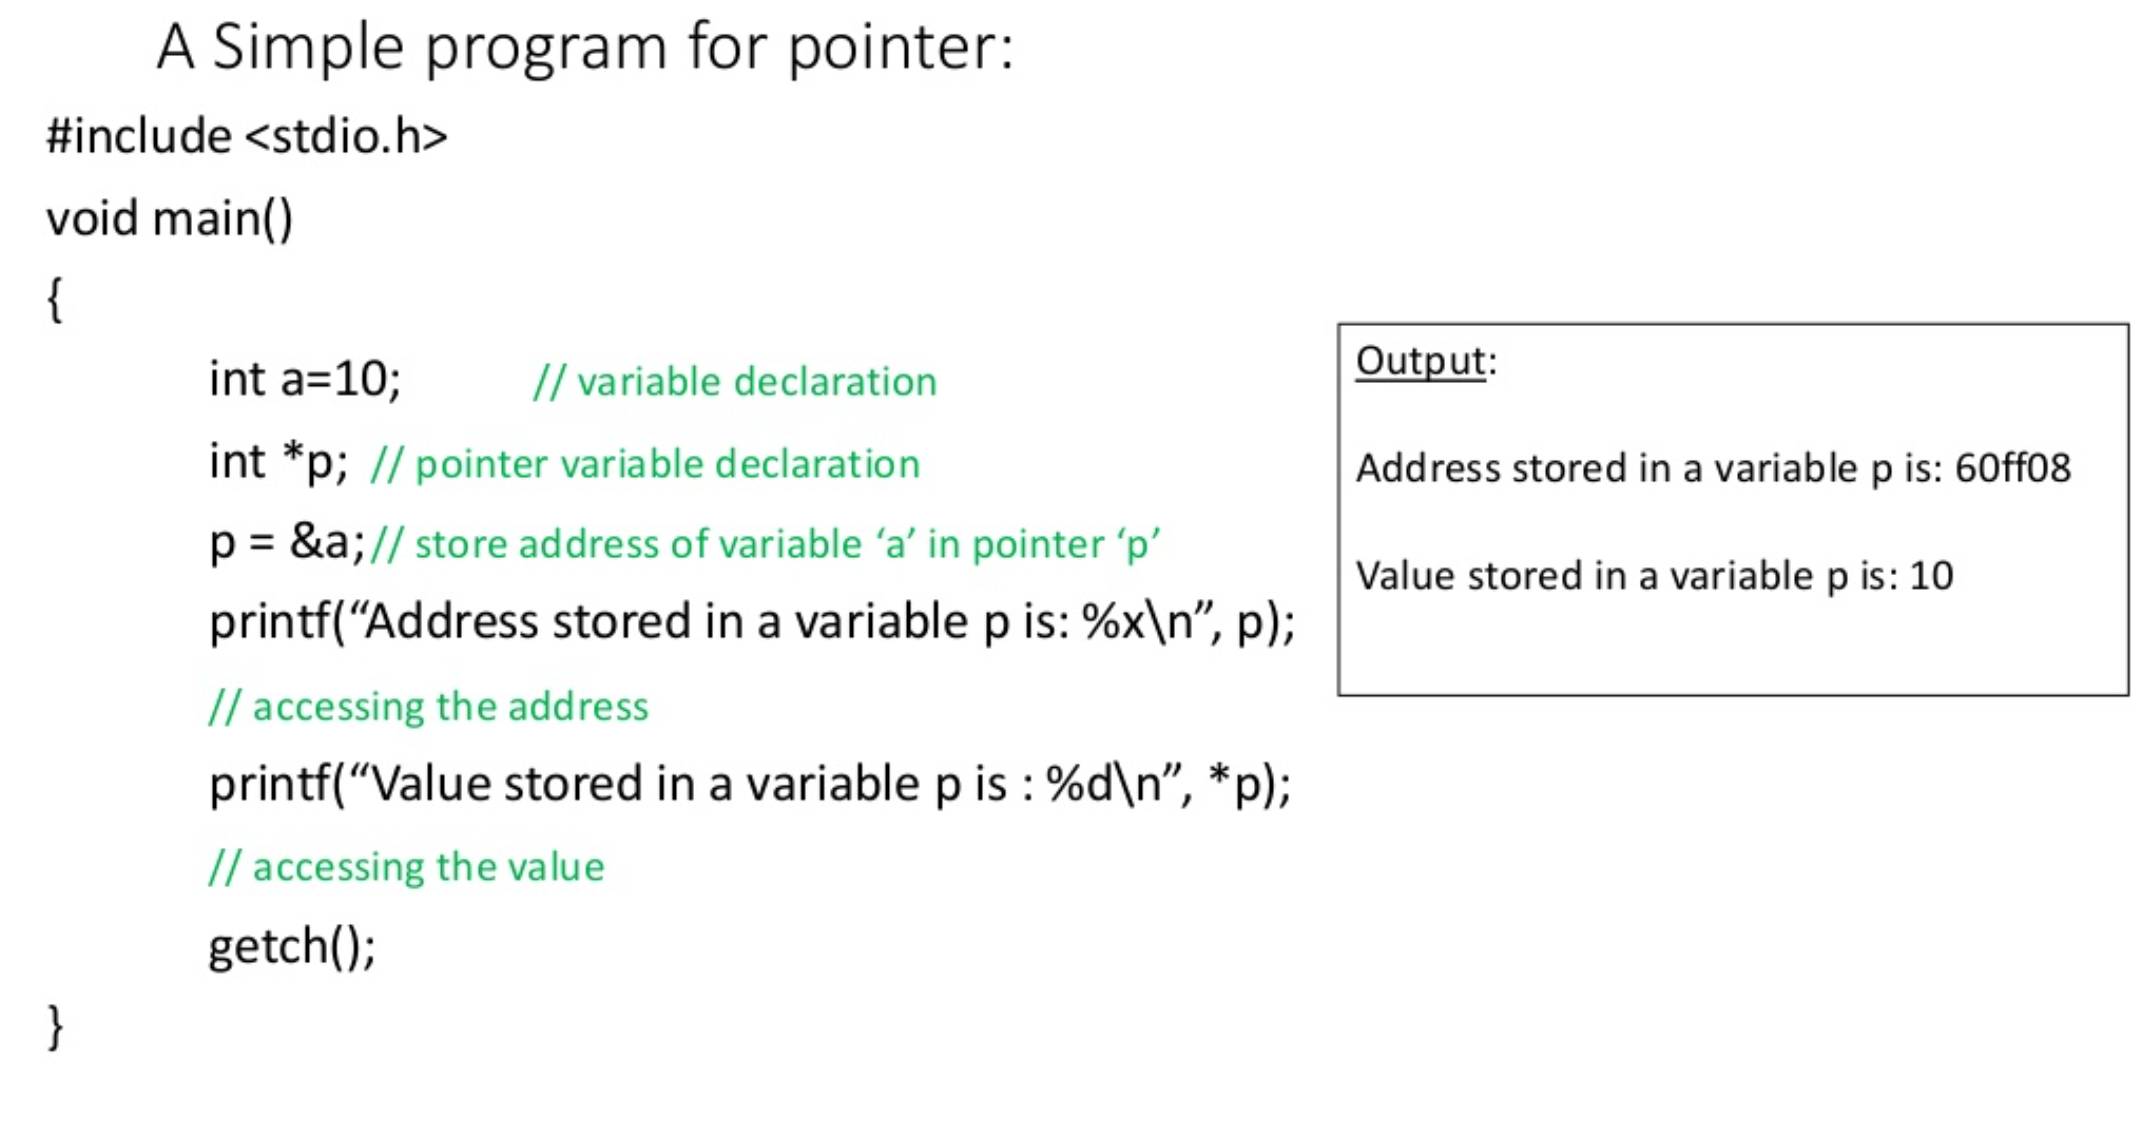 A Simple program for pointer:
#include <stdio.h>
void main()
{
int a=10; // variable declaration
int *p; // pointer variable declaration
p = &a; // store address of variable ‘a’ in pointer ‘p’
printf(“Address stored in a variable p is: %x\n”, p);
// accessing the address
printf(“Value stored in a variable p is : %d\n”, *p);
// accessing the value
getch();
}
Output:
Address stored in a variable p is: 60ff08
Value stored in a variable p is: 10